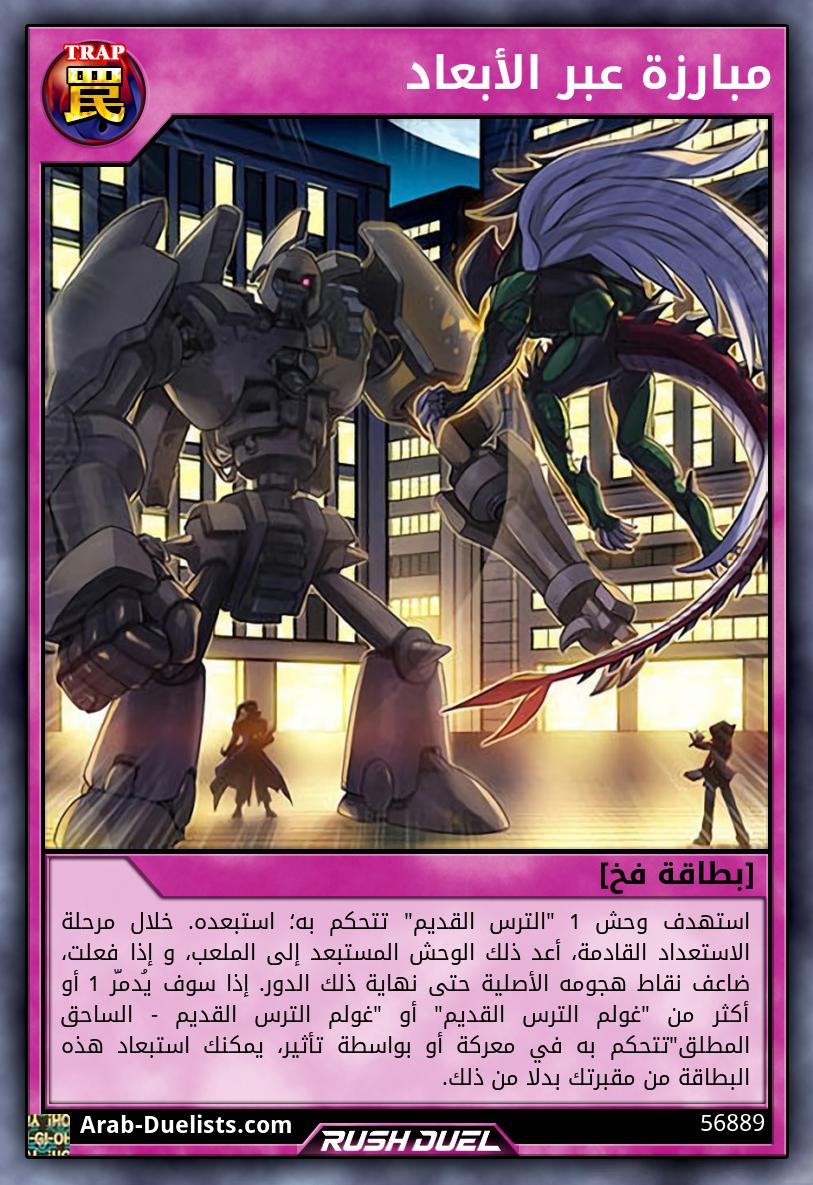 TRAP
罠
مبارزة عبر الأبعاد
[بطاقة فخ]
استهدف وحش 1 "الترس القديم" تتحكم به؛ استبعده. خلال مرحلة
الاستعداد القادمة، أعد ذلك الوحش المستبعد إلى الملعب، و إذا فعلت،
ضاعف نقاط هجومه الأصلية حتى نهاية ذلك الدور. إذا سوف يُدمرّ 1 أو
أكثر من "غولم الترس القديم" أو "غولم الترس القديم - الساحق
المطلق"تتحكم به في معركة أو بواسطة تأثير، يمكنك استبعاد هذه
البطاقة من مقبرتك بدلا من ذلك.
Arab-Duelists.com
RUSH DUEL
56889